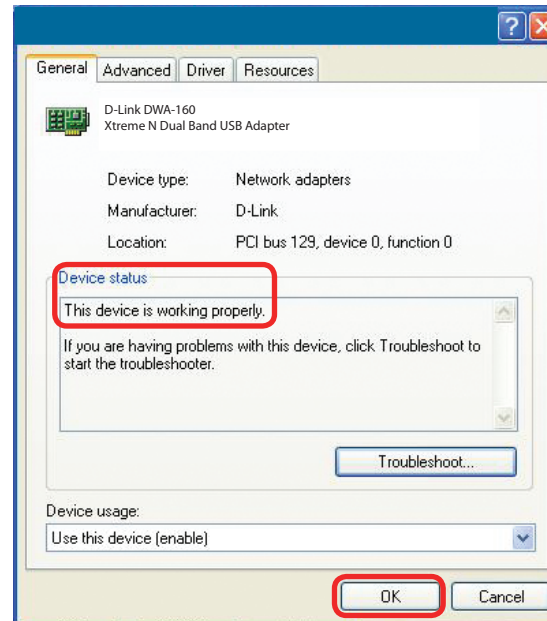 ?
General Advanced Driver Resources
D-Link DWA-160
Xtreme N Dual Band USB Adapter
Device type: Network adapters
Manufacturer: D-Link
Location: PCI bus 129, device 0, function 0
Device status
This device is working properly.
If you are having problems with this device, click Troubleshoot to
start the troubleshooter.
Troubleshoot...
Device usage:
Use this device (enable)
OK Cancel